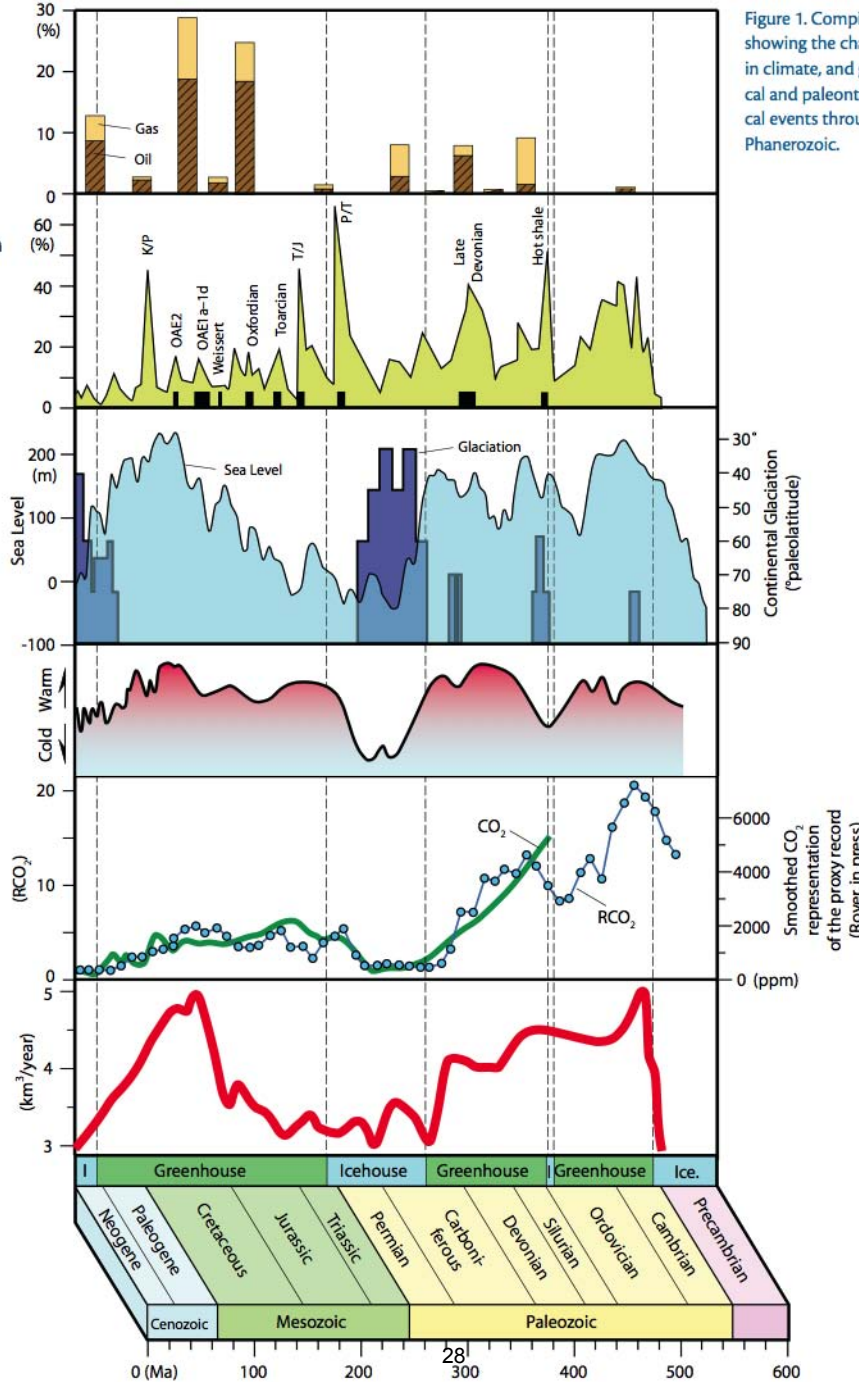 Figure 1. Compi
showing the cha
in climate, and g
cal and paleont
cal events throu
Phanerozoic.
30
(%)
20
10
0
Gas
Oil
60
(%)
40
20
0
K/P
OAE2
OAE1a–1d
Weissert
Oxfordian
Toarcian
T/J
P/T
Late
Devonian
Hot shale
200
(m)
100
0
-100
Sea Level
Sea Level
Glaciation
30°
40
50
60
70
80
90
Continental Glaciation
(°paleolatitude)
Warm
Cold
20
10
0
(RCO2)
CO2
RCO2
6000
4000
2000
0 (ppm)
Smoothed CO2
representation
of the proxy record
(Royer, in press)
5
4
3
(km³/year)
I Greenhouse Icehouse Greenhouse I Greenhouse Ice.
Neogene Paleogene Cretaceous Jurassic Triassic Permian Carboni-
ferous Devonian Silurian Ordovician Cambrian Precambrian
Cenozoic Mesozoic Paleozoic
28
0 (Ma) 100 200 300 400 500 600